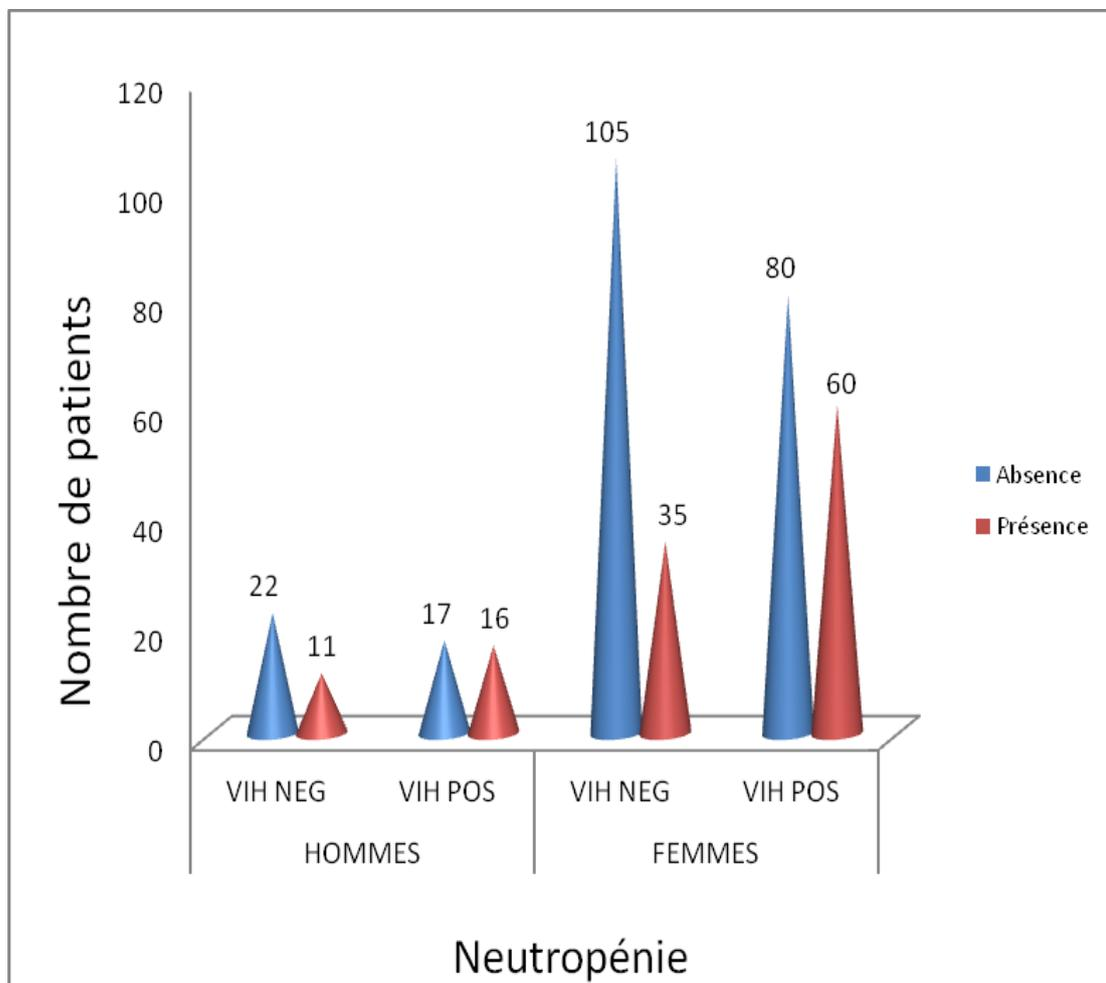 Nombre de patients
120
100
80
60
40
20
0
22
11
17
16
105
35
80
60
VIH NEG
VIH POS
VIH NEG
VIH POS
HOMMES
FEMMES
Absence
Présence
Neutropénie